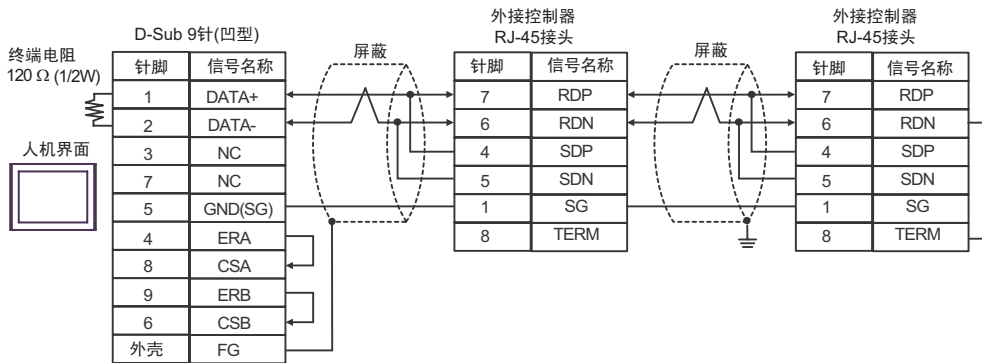 终端电阻
120 Ω (1/2W)
人机界面
D-Sub 9针(凹型)
针脚 信号名称
1 DATA+
2 DATA-
3 NC
7 NC
5 GND(SG)
4 ERA
8 CSA
9 ERB
6 CSB
外壳 FG
屏蔽
外接控制器
RJ-45接头
针脚 信号名称
7 RDP
6 RDN
4 SDP
5 SDN
1 SG
8 TERM
屏蔽
外接控制器
RJ-45接头
针脚 信号名称
7 RDP
6 RDN
4 SDP
5 SDN
1 SG
8 TERM